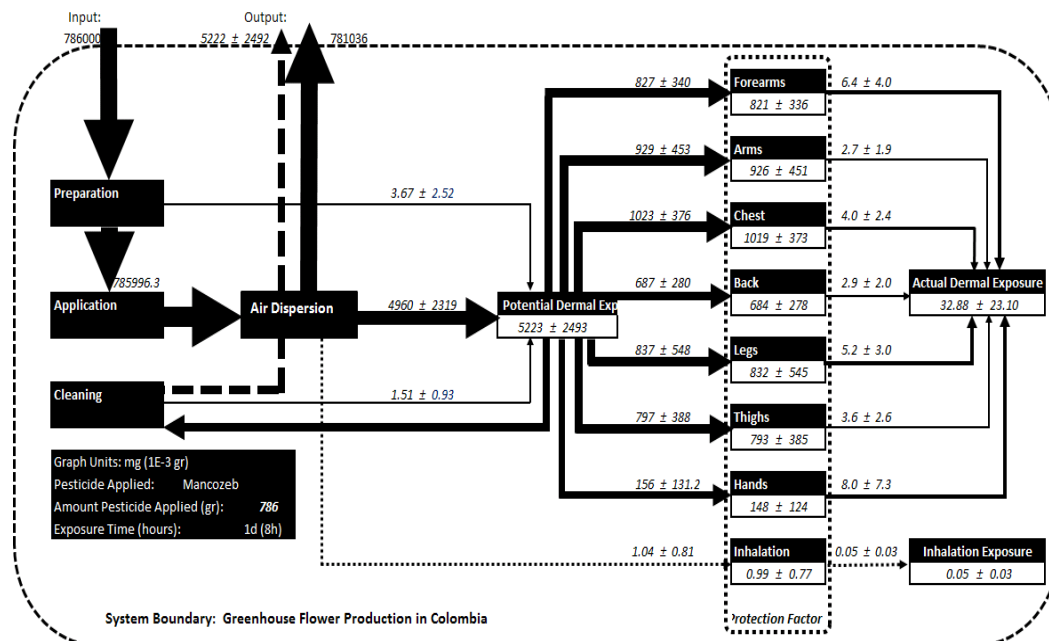 Input: Output:
786000 5222 ± 2492 781036
827 ± 340 Forearms 6.4 ± 4.0
821 ± 336
929 ± 453 Arms 2.7 ± 1.9
926 ± 451
Preparation 3.67 ± 2.52
1023 ± 376 Chest 4.0 ± 2.4
1019 ± 373
785996.3
Application Air Dispersion 4960 ± 2319 Potential Dermal Exp
5223 ± 2493
687 ± 280 Back 2.9 ± 2.0
684 ± 278
Actual Dermal Exposure
32.88 ± 23.10
837 ± 548 Legs 5.2 ± 3.0
832 ± 545
Cleaning 1.51 ± 0.93
797 ± 388 Thighs 3.6 ± 2.6
793 ± 385
Graph Units: mg (1E-3 gr)
Pesticide Applied: Mancozeb
Amount Pesticide Applied (gr): 786
Exposure Time (hours): 1d (8h)
156 ± 131.2 Hands 8.0 ± 7.3
148 ± 124
1.04 ± 0.81 Inhalation 0.05 ± 0.03 Inhalation Exposure
0.99 ± 0.77 0.05 ± 0.03
System Boundary: Greenhouse Flower Production in Colombia Protection Factor